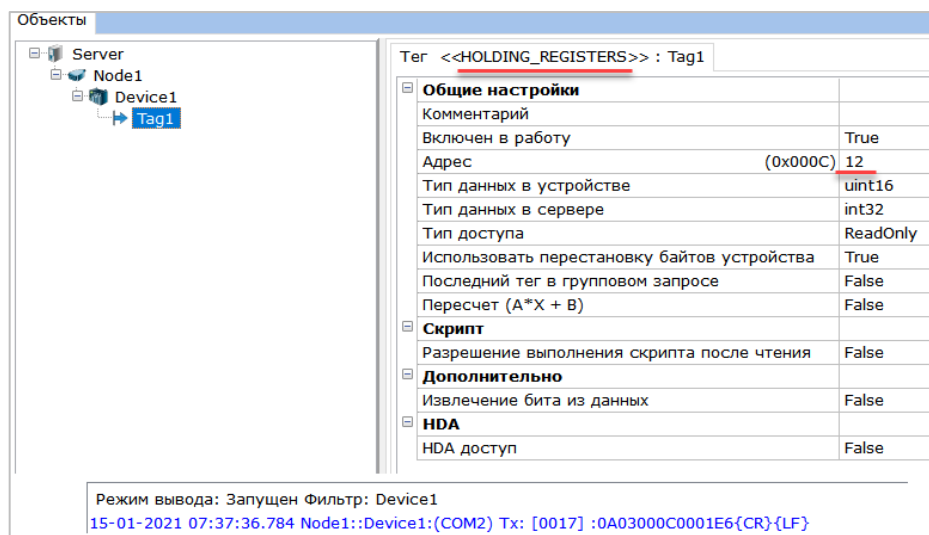 Объекты
Server
Node1
Device1
Tag1
Тег <<HOLDING_REGISTERS>> : Tag1
Общие настройки
Комментарий
Включен в работу True
Адрес (0x000C) 12
Тип данных в устройстве uint16
Тип данных в сервере int32
Тип доступа ReadOnly
Использовать перестановку байтов устройства True
Последний тег в групповом запросе False
Пересчет (A*X + B) False
Скрипт
Разрешение выполнения скрипта после чтения False
Дополнительно
Извлечение бита из данных False
HDA
HDA доступ False
Режим вывода: Запущен Фильтр: Device1
15-01-2021 07:37:36.784 Node1::Device1:(COM2) Tx: [0017] :0A03000C0001E6{CR}{LF}